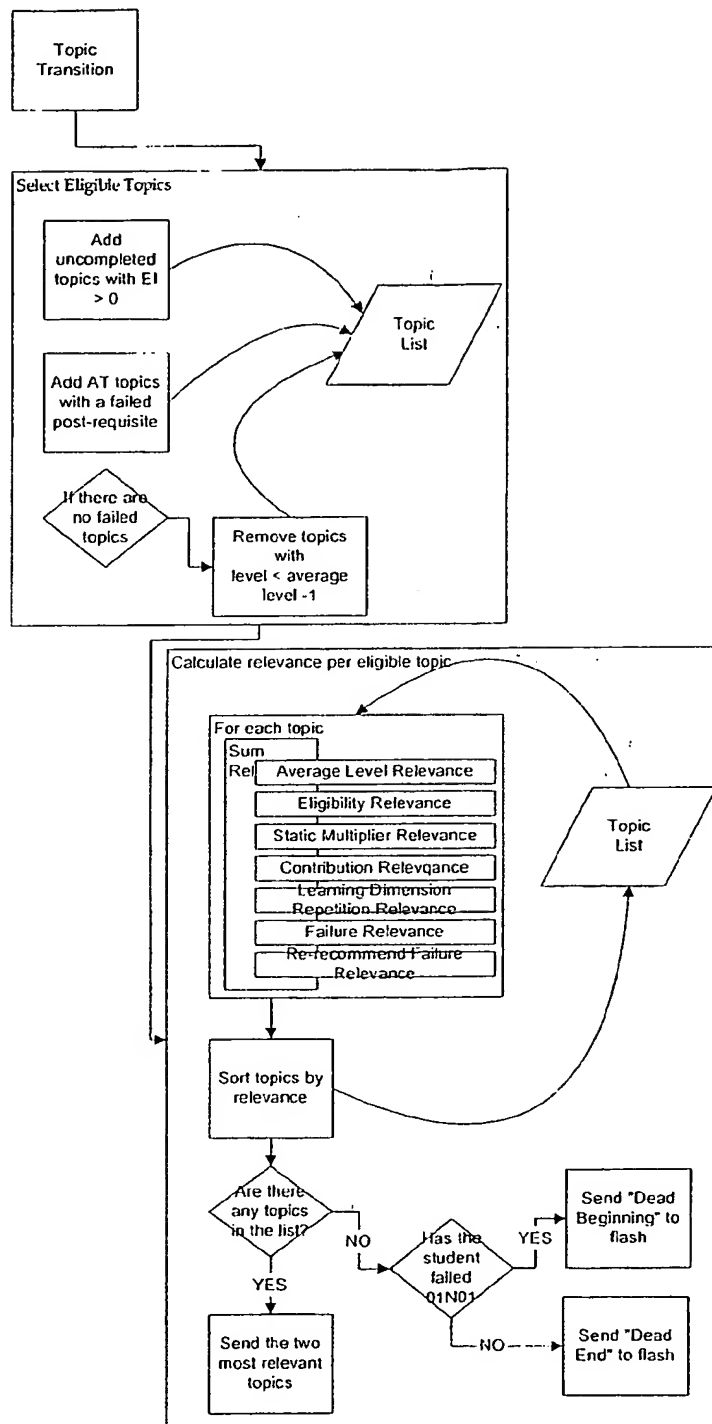 Topic
Transition
Select Eligible Topics
Add
uncompleted
topics with EI
> 0
Topic
List
Add AT topics
with a failed
post-requisite
If there are
no failed
topics
Remove topics
with
level < average
level -1
Calculate relevance per eligible topic
For each topic
Sum
Rel
Average Level Relevance
Eligibility Relevance
Static Multiplier Relevance
Contribution Relevqance
Learning Dimension
Repetition Relevance
Failure Relevance
Re-recommend Failure
Relevance
Topic
List
Sort topics by
relevance
Are there
any topics
in the list?
NO
Has the
student
failed
01N01
YES
Send "Dead
Beginning" to
flash
YES
Send the two
most relevant
topics
NO
Send "Dead
End" to flash